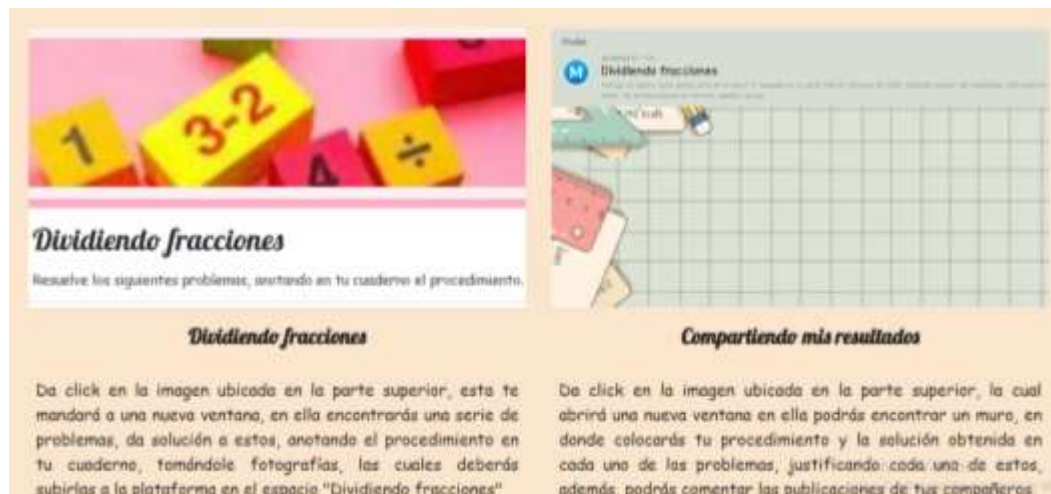 1
3-2
4
÷
Dividiendo fracciones
Resuelve los siguientes problemas, anotando en tu cuaderno el procedimiento.
Dividiendo fracciones
Da click en la imagen ubicada en la parte superior, esta te
mandará a una nueva ventana, en ella encontrarás una serie de
problemas, da solución a estos, anotando el procedimiento en
tu cuaderno, tomándole fotografías, las cuales deberás
subirlas a la plataforma en el espacio "Dividiendo fracciones"
M
Dividiendo fracciones
Compartiendo mis resultados
Da click en la imagen ubicada en la parte superior, la cual
abrirá una nueva ventana en ella podrás encontrar un muro, en
donde colocarás tu procedimiento y la solución obtenida en
cada uno de los problemas, justificando cada uno de estos,
además, podrás comentar las publicaciones de tus compañeros